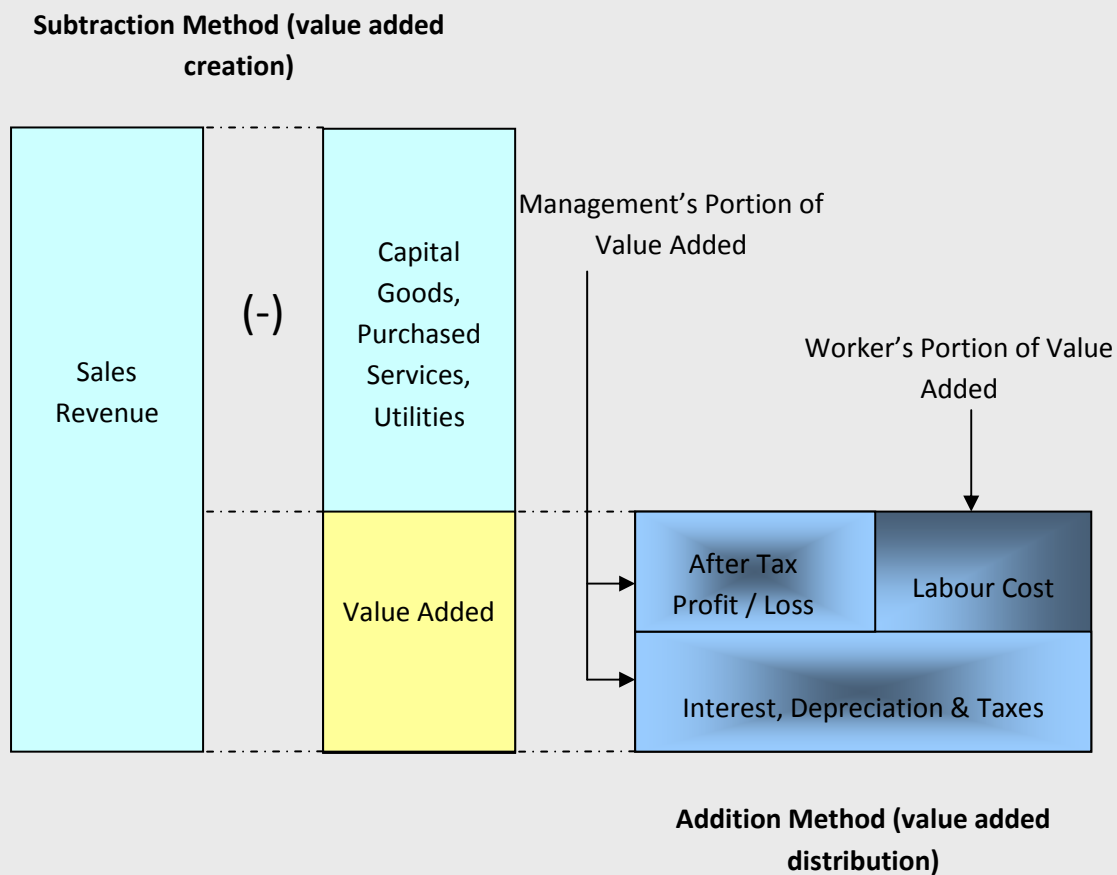 Subtraction Method (value added
creation)
Sales
Revenue
(-)
Capital
Goods,
Purchased
Services,
Utilities
Value Added
Management’s Portion of
Value Added
Worker’s Portion of Value
Added
After Tax
Profit / Loss
Labour Cost
Interest, Depreciation & Taxes
Addition Method (value added
distribution)